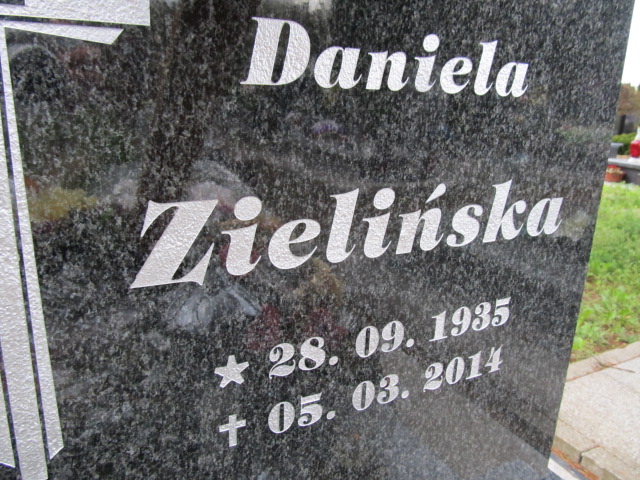 Daniela
Zielińska
★ 28. 09. 1935
✝ 05. 03. 2014